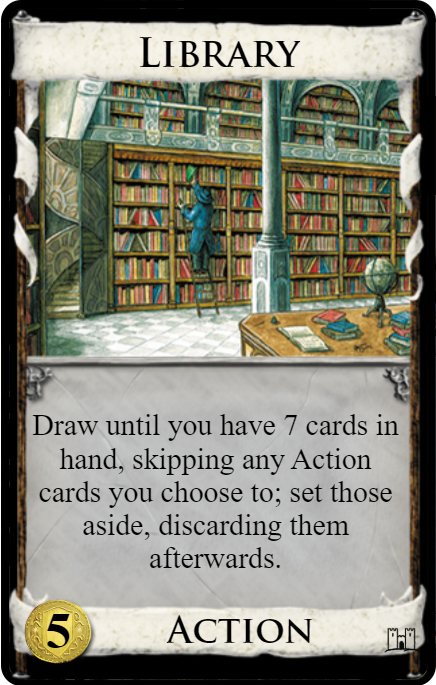 LIBRARY
Draw until you have 7 cards in
hand, skipping any Action
cards you choose to; set those
aside, discarding them
afterwards.
5
ACTION